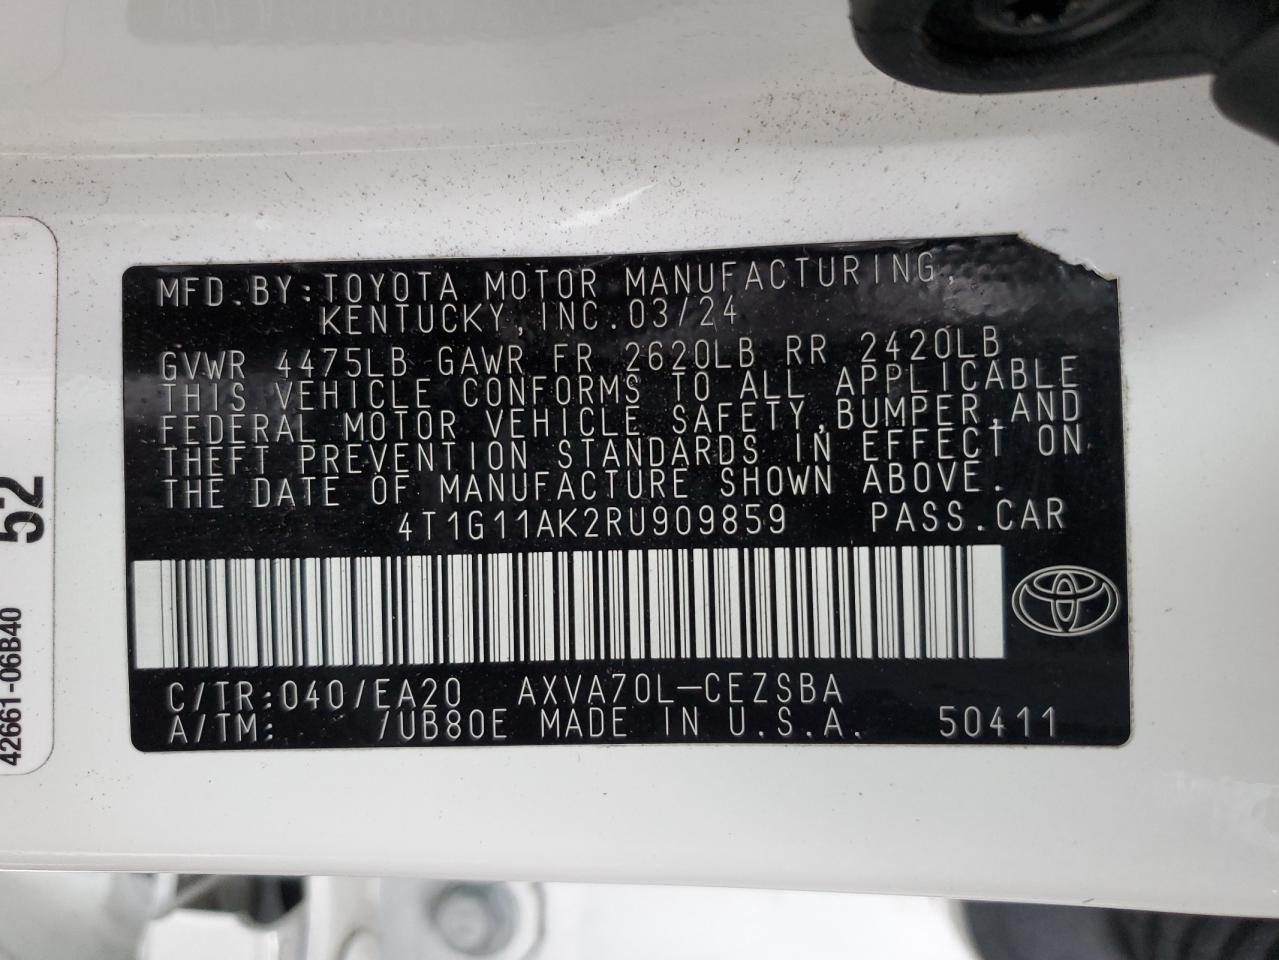 MFD.BY:TOYOTA MOTOR MANUFACTURING,
KENTUCKY,INC.03/24
GVWR 4475LB GAWR FR 2620LB RR 2420LB
THIS VEHICLE CONFORMS TO ALL APPLICABLE
FEDERAL MOTOR VEHICLE SAFETY,BUMPER,AND
THEFT PREVENTION STANDARDS IN EFFECT ON
THE DATE OF MANUFACTURE SHOWN ABOVE.
4T1G11AK2RU909859 PASS.CAR
C/TR:040/EA20 AXVA70L-CEZSBA
A/TM: /UB80E MADE IN U.S.A. 50411
52
42661-06B40